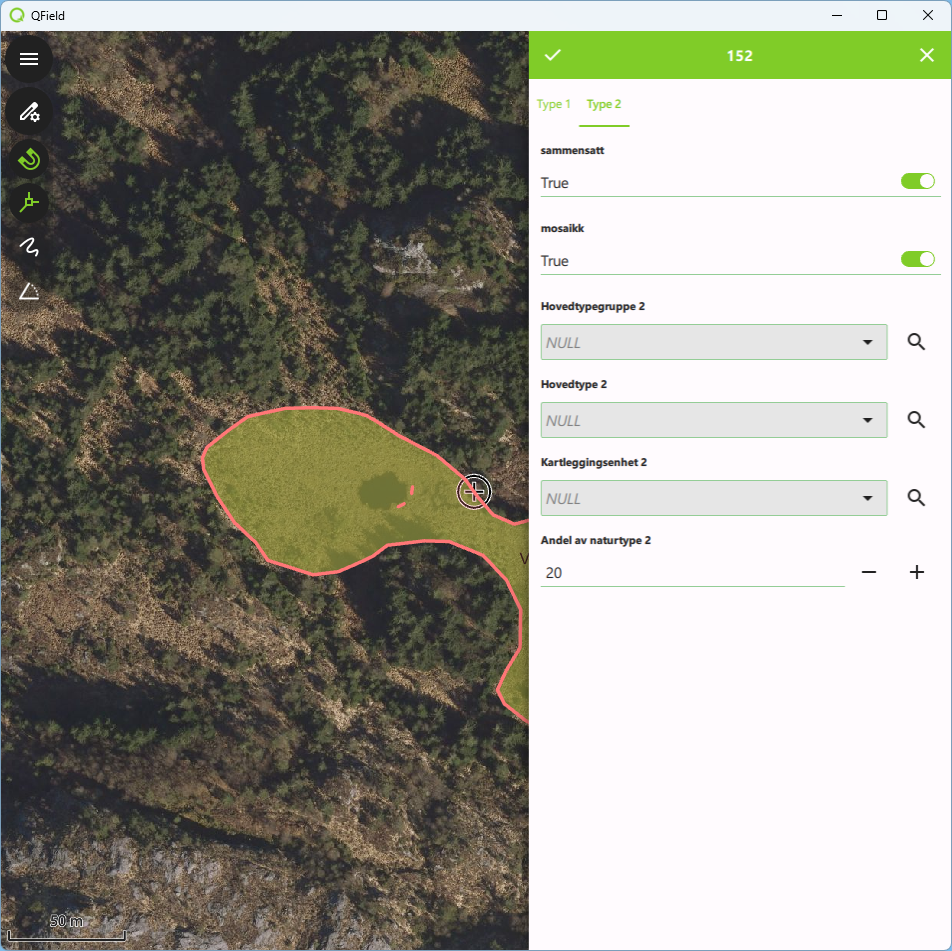 QField
152
Type 1 Type 2
sammensatt
True
mosaikk
True
Hovedtypegruppe 2
NULL
Hovedtype 2
NULL
Kartleggingsenhet 2
NULL
V
Andel av naturtype 2
20
50 m